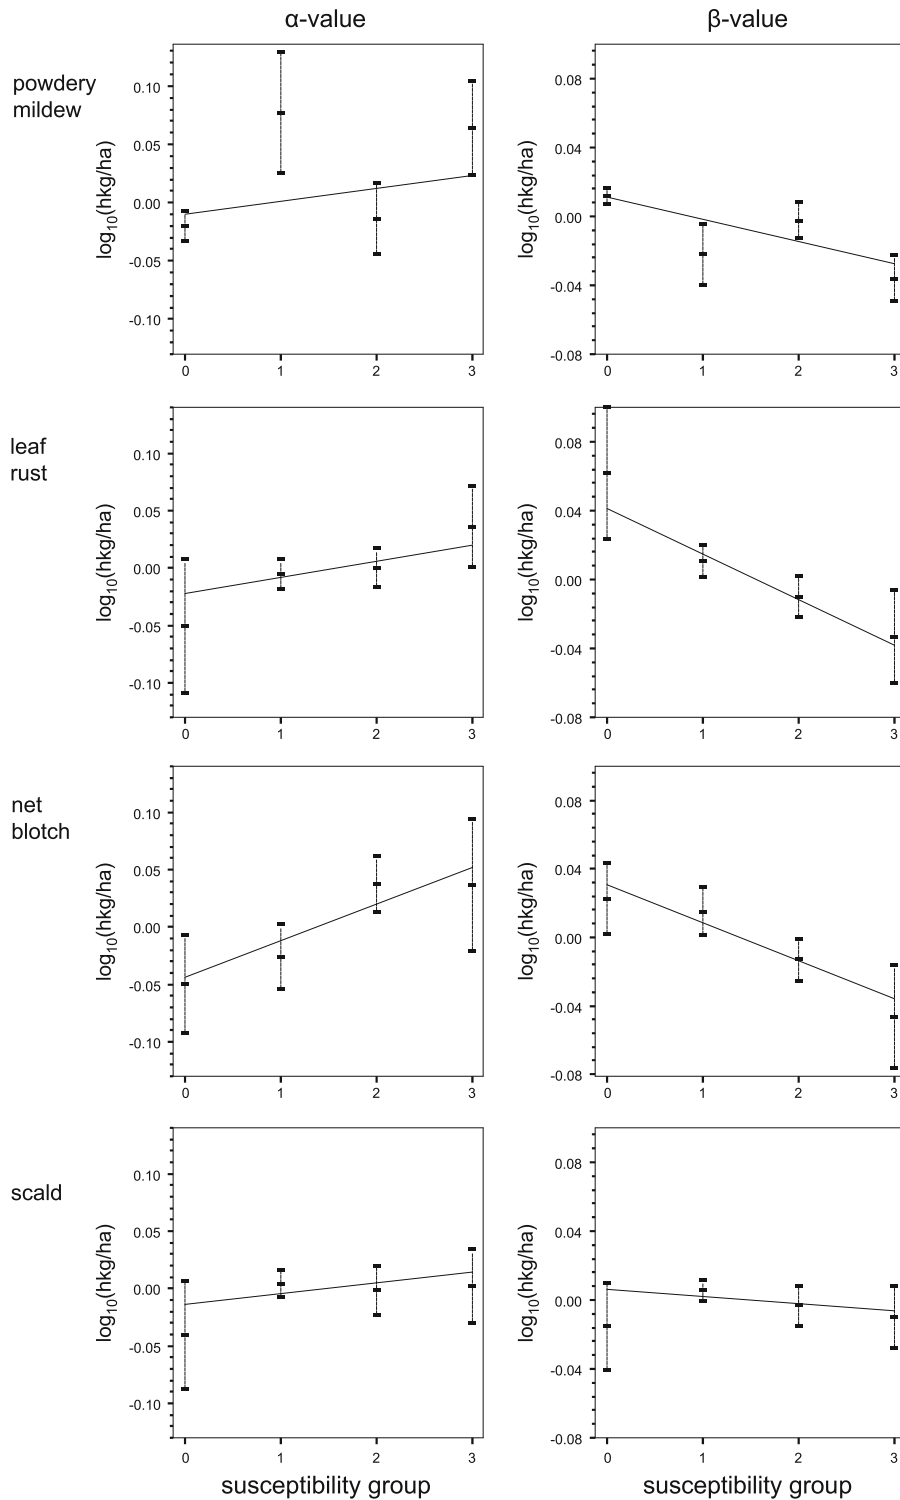 α-value
β-value
powdery
mildew
log10(hkg/ha)
0.10
0.05
0.00
-0.05
-0.10
0 1 2 3
log10(hkg/ha)
0.08
0.04
0.00
-0.04
-0.08
0 1 2 3
leaf
rust
log10(hkg/ha)
0.10
0.05
0.00
-0.05
-0.10
0 1 2 3
log10(hkg/ha)
0.08
0.04
0.00
-0.04
-0.08
0 1 2 3
net
blotch
log10(hkg/ha)
0.10
0.05
0.00
-0.05
-0.10
0 1 2 3
log10(hkg/ha)
0.08
0.04
0.00
-0.04
-0.08
0 1 2 3
scald
log10(hkg/ha)
0.10
0.05
0.00
-0.05
-0.10
0 1 2 3
susceptibility group
log10(hkg/ha)
0.08
0.04
0.00
-0.04
-0.08
0 1 2 3
susceptibility group